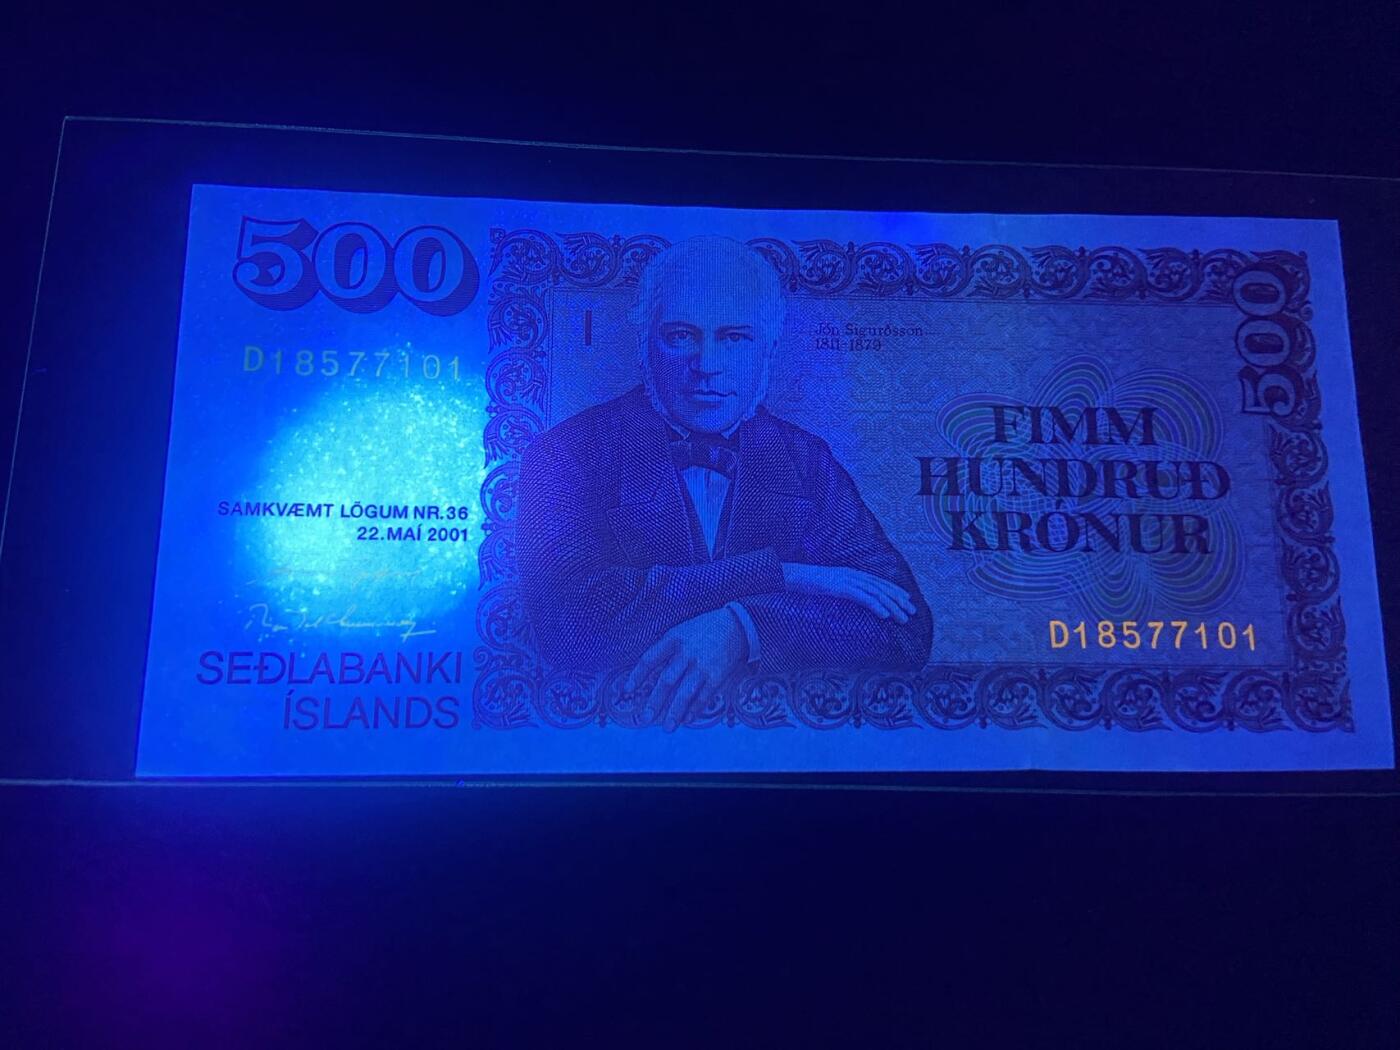 500
D18577101
SAMKVÆMT LÖGUM NR.36
22.MAÍ 2001
SEÐLABANKI
ÍSLANDS
Jón Sigurðsson
1811-1879
500
FIMM
HUNDRUÐ
KRÓNUR
D18577101